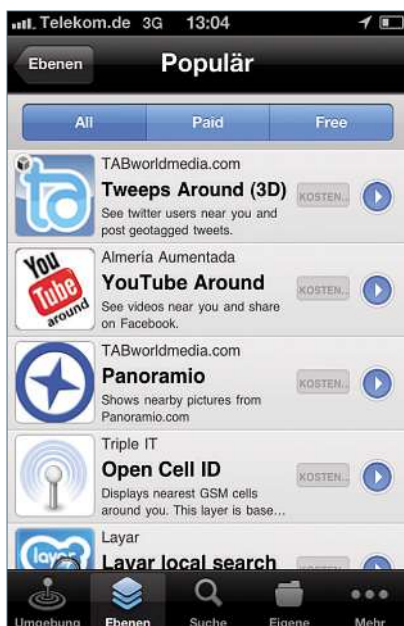 Telekom.de 3G 13:04
Ebenen Populär
All Paid Free
TABworldmedia.com
Tweeps Around (3D)
See twitter users near you and
post geotagged tweets.
KOSTEN...
ta
Almeria Aumentada
YouTube Around
See videos near you and share
on Facebook.
KOSTEN...
You
Tube
around
TABworldmedia.com
Panoramio
Shows nearby pictures from
Panoramio.com
KOSTEN...
Triple IT
Open Cell ID
Displays nearest GSM cells
around you. This layer is base...
KOSTEN...
Layar
Layar local search
layar
Umgebung Ebenen Suche Eigene Mehr